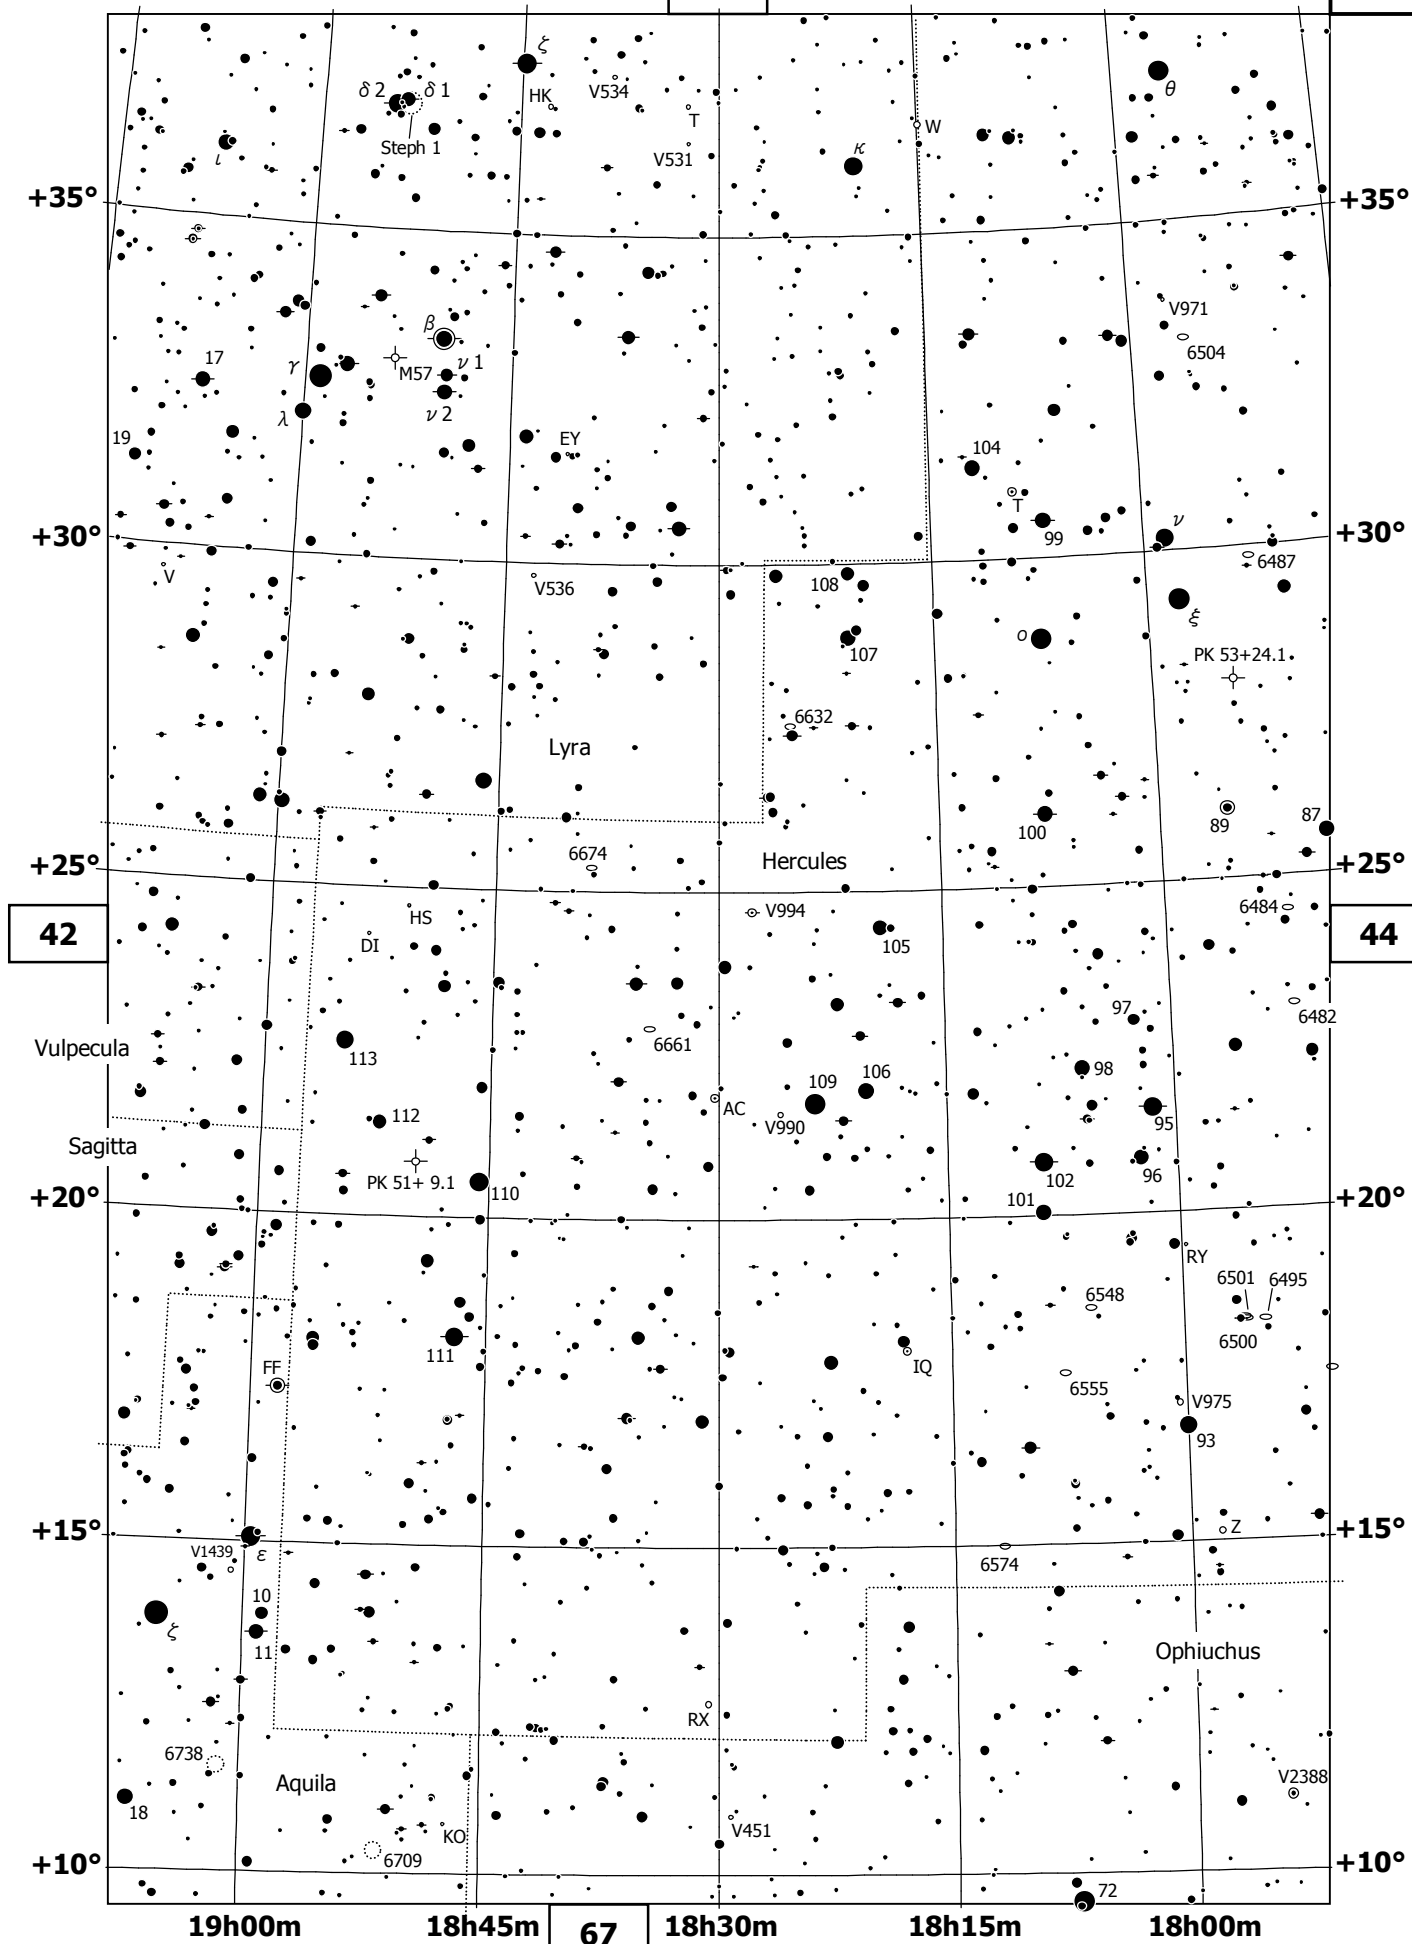 ζ
δ 2 δ 1
HK
V534
θ
T
W
Steph 1
ι
V531
κ
+35° +35°
V971
β
6504
17
γ
M57
ν 1
λ
ν 2
19
EY
104
T
ν
+30° +30°
99
V
6487
V536
108
ξ
ο
107
PK 53+24.1
6632
Lyra
100
89
87
6674
Hercules
+25° +25°
HS
V994
6484
42
DI
105
44
97
6482
Vulpecula
113
6661
98
109
106
112
AC
V990
95
Sagitta
PK 51+ 9.1
110
102
96
+20° +20°
101
RY
6501
6495
6548
111
6500
FF
IQ
6555
V975
93
+15° +15°
Z
V1439
ε
6574
10
ζ
11
Ophiuchus
RX
6738
Aquila
V2388
18
KO
V451
6709
+10° +10°
72
19h00m 18h45m 67 18h30m 18h15m 18h00m